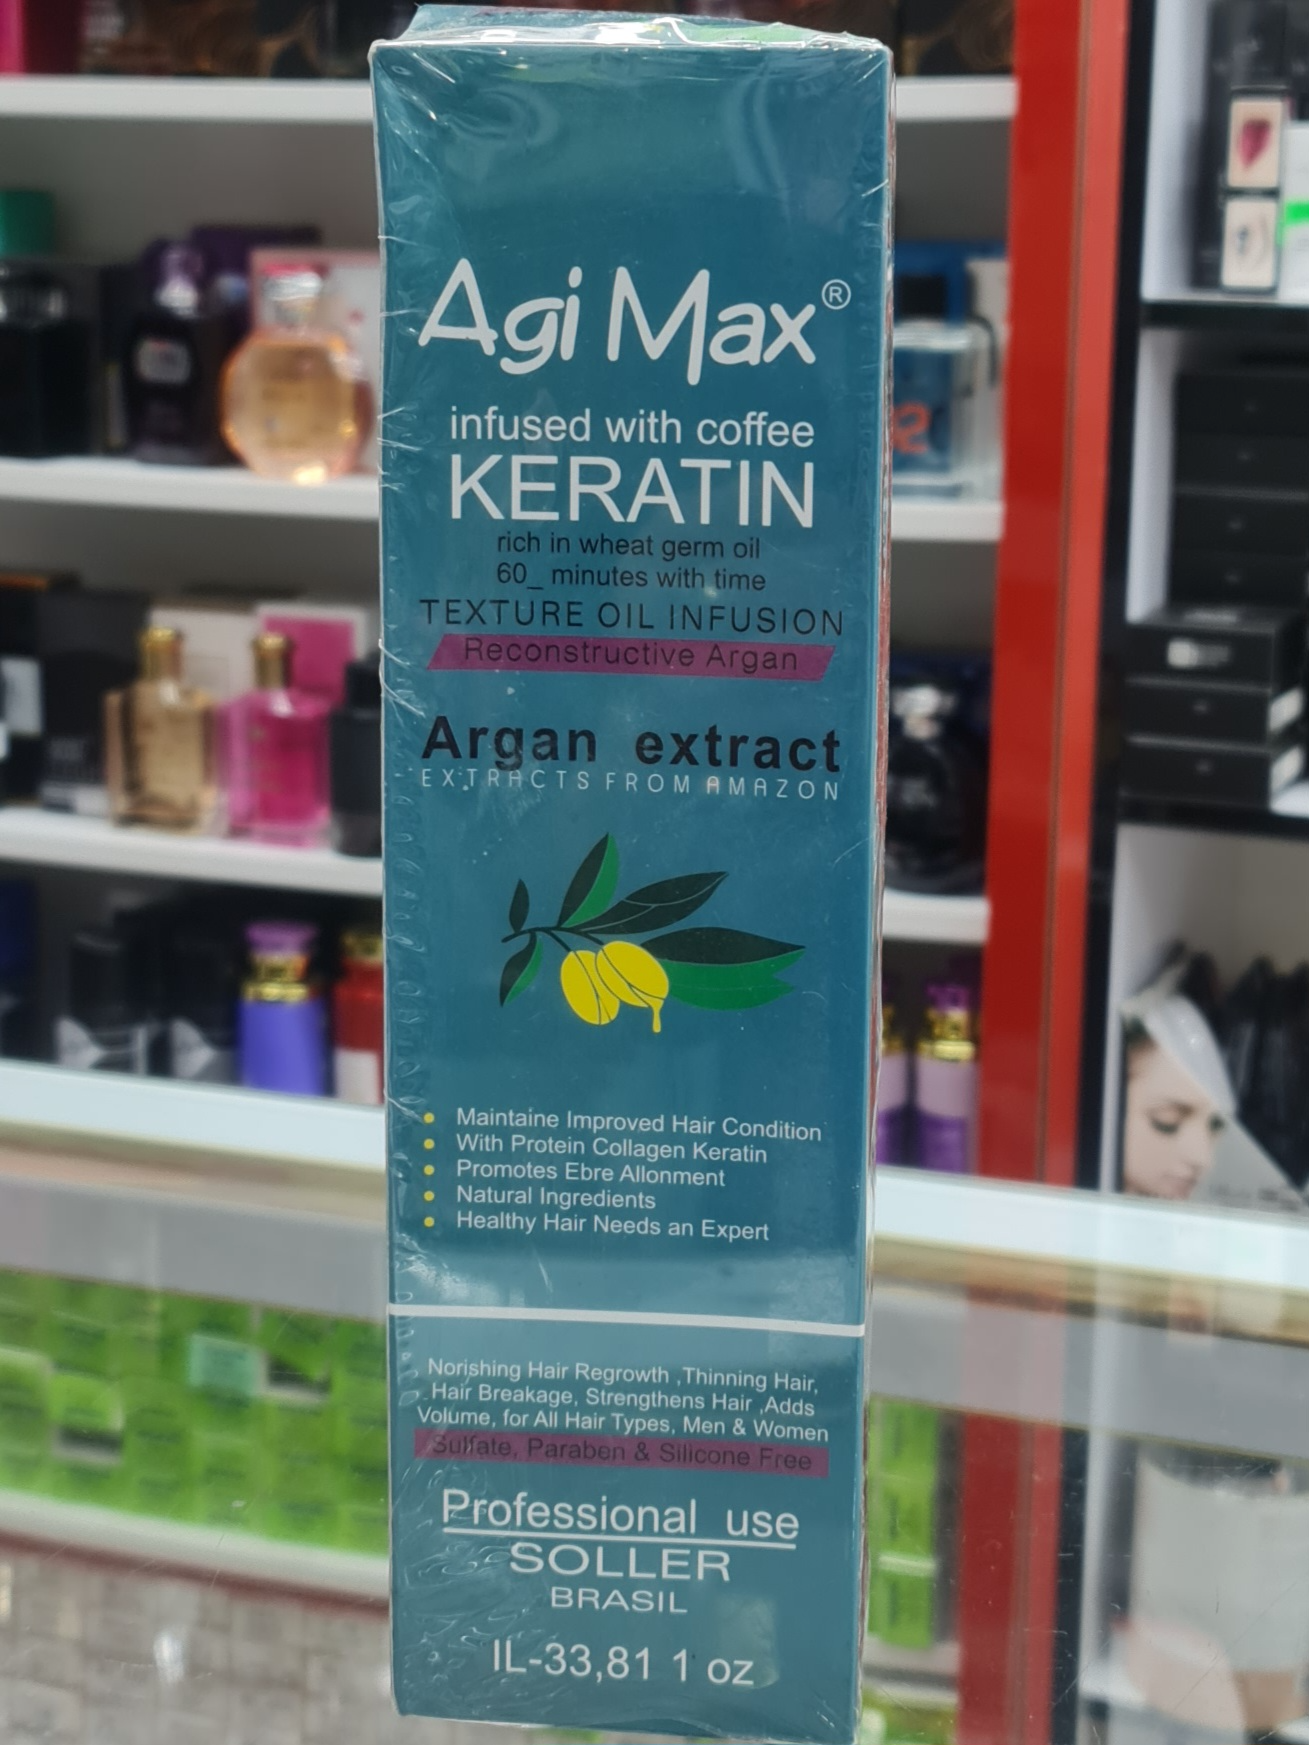 Agi Max®
infused with coffee
KERATIN
rich in wheat germ oil
60_ minutes with time
TEXTURE OIL INFUSION
Reconstructive Argan
Argan extract
EXTRACTS FROM AMAZON
• Maintaine Improved Hair Condition
• With Protein Collagen Keratin
• Promotes Ebre Allonment
• Natural Ingredients
• Healthy Hair Needs an Expert
Norishing Hair Regrowth ,Thinning Hair,
Hair Breakage, Strengthens Hair ,Adds
Volume, for All Hair Types, Men & Women
Sulfate, Paraben & Silicone Free
Professional use
SOLLER
BRASIL
IL-33,81 1 oz